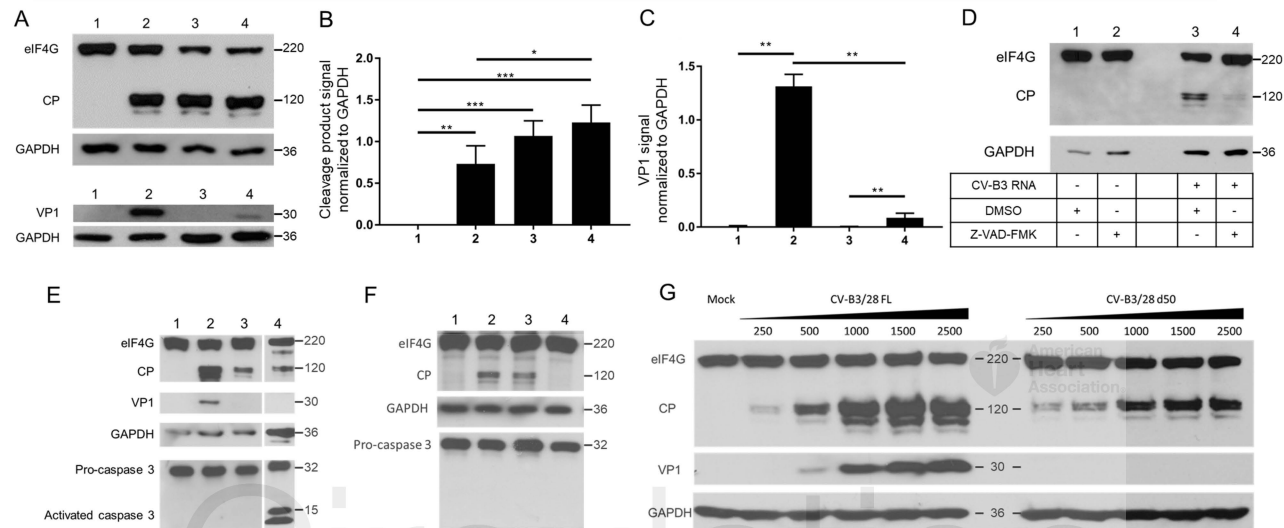 A
1 2 3 4
eIF4G
220
CP
120
GAPDH
36
1 2 3 4
VP1
30
GAPDH
36
B
Cleavage product signal
normalized to GAPDH
2.0
1.5
1.0
0.5
0.0
*
***
***
**
1 2 3 4
C
VP1 signal
normalized to GAPDH
1.5
1.0
0.5
0.0
**
**
**
1 2 3 4
D
1 2 3 4
eIF4G
220
CP
120
GAPDH
36
CV-B3 RNA - - + +
DMSO + - + -
Z-VAD-FMK - + - +
E
1 2 3 4
eIF4G
220
CP
120
VP1
30
GAPDH
36
Pro-caspase 3
32
Activated caspase 3
15
F
1 2 3 4
eIF4G
220
CP
120
GAPDH
36
Pro-caspase 3
32
G
Mock CV-B3/28 FL CV-B3/28 d50
250 500 1000 1500 2500 250 250 500 1000 1500 2500
eIF4G
220
CP
120
VP1
30
GAPDH
36
American
Heart
Association